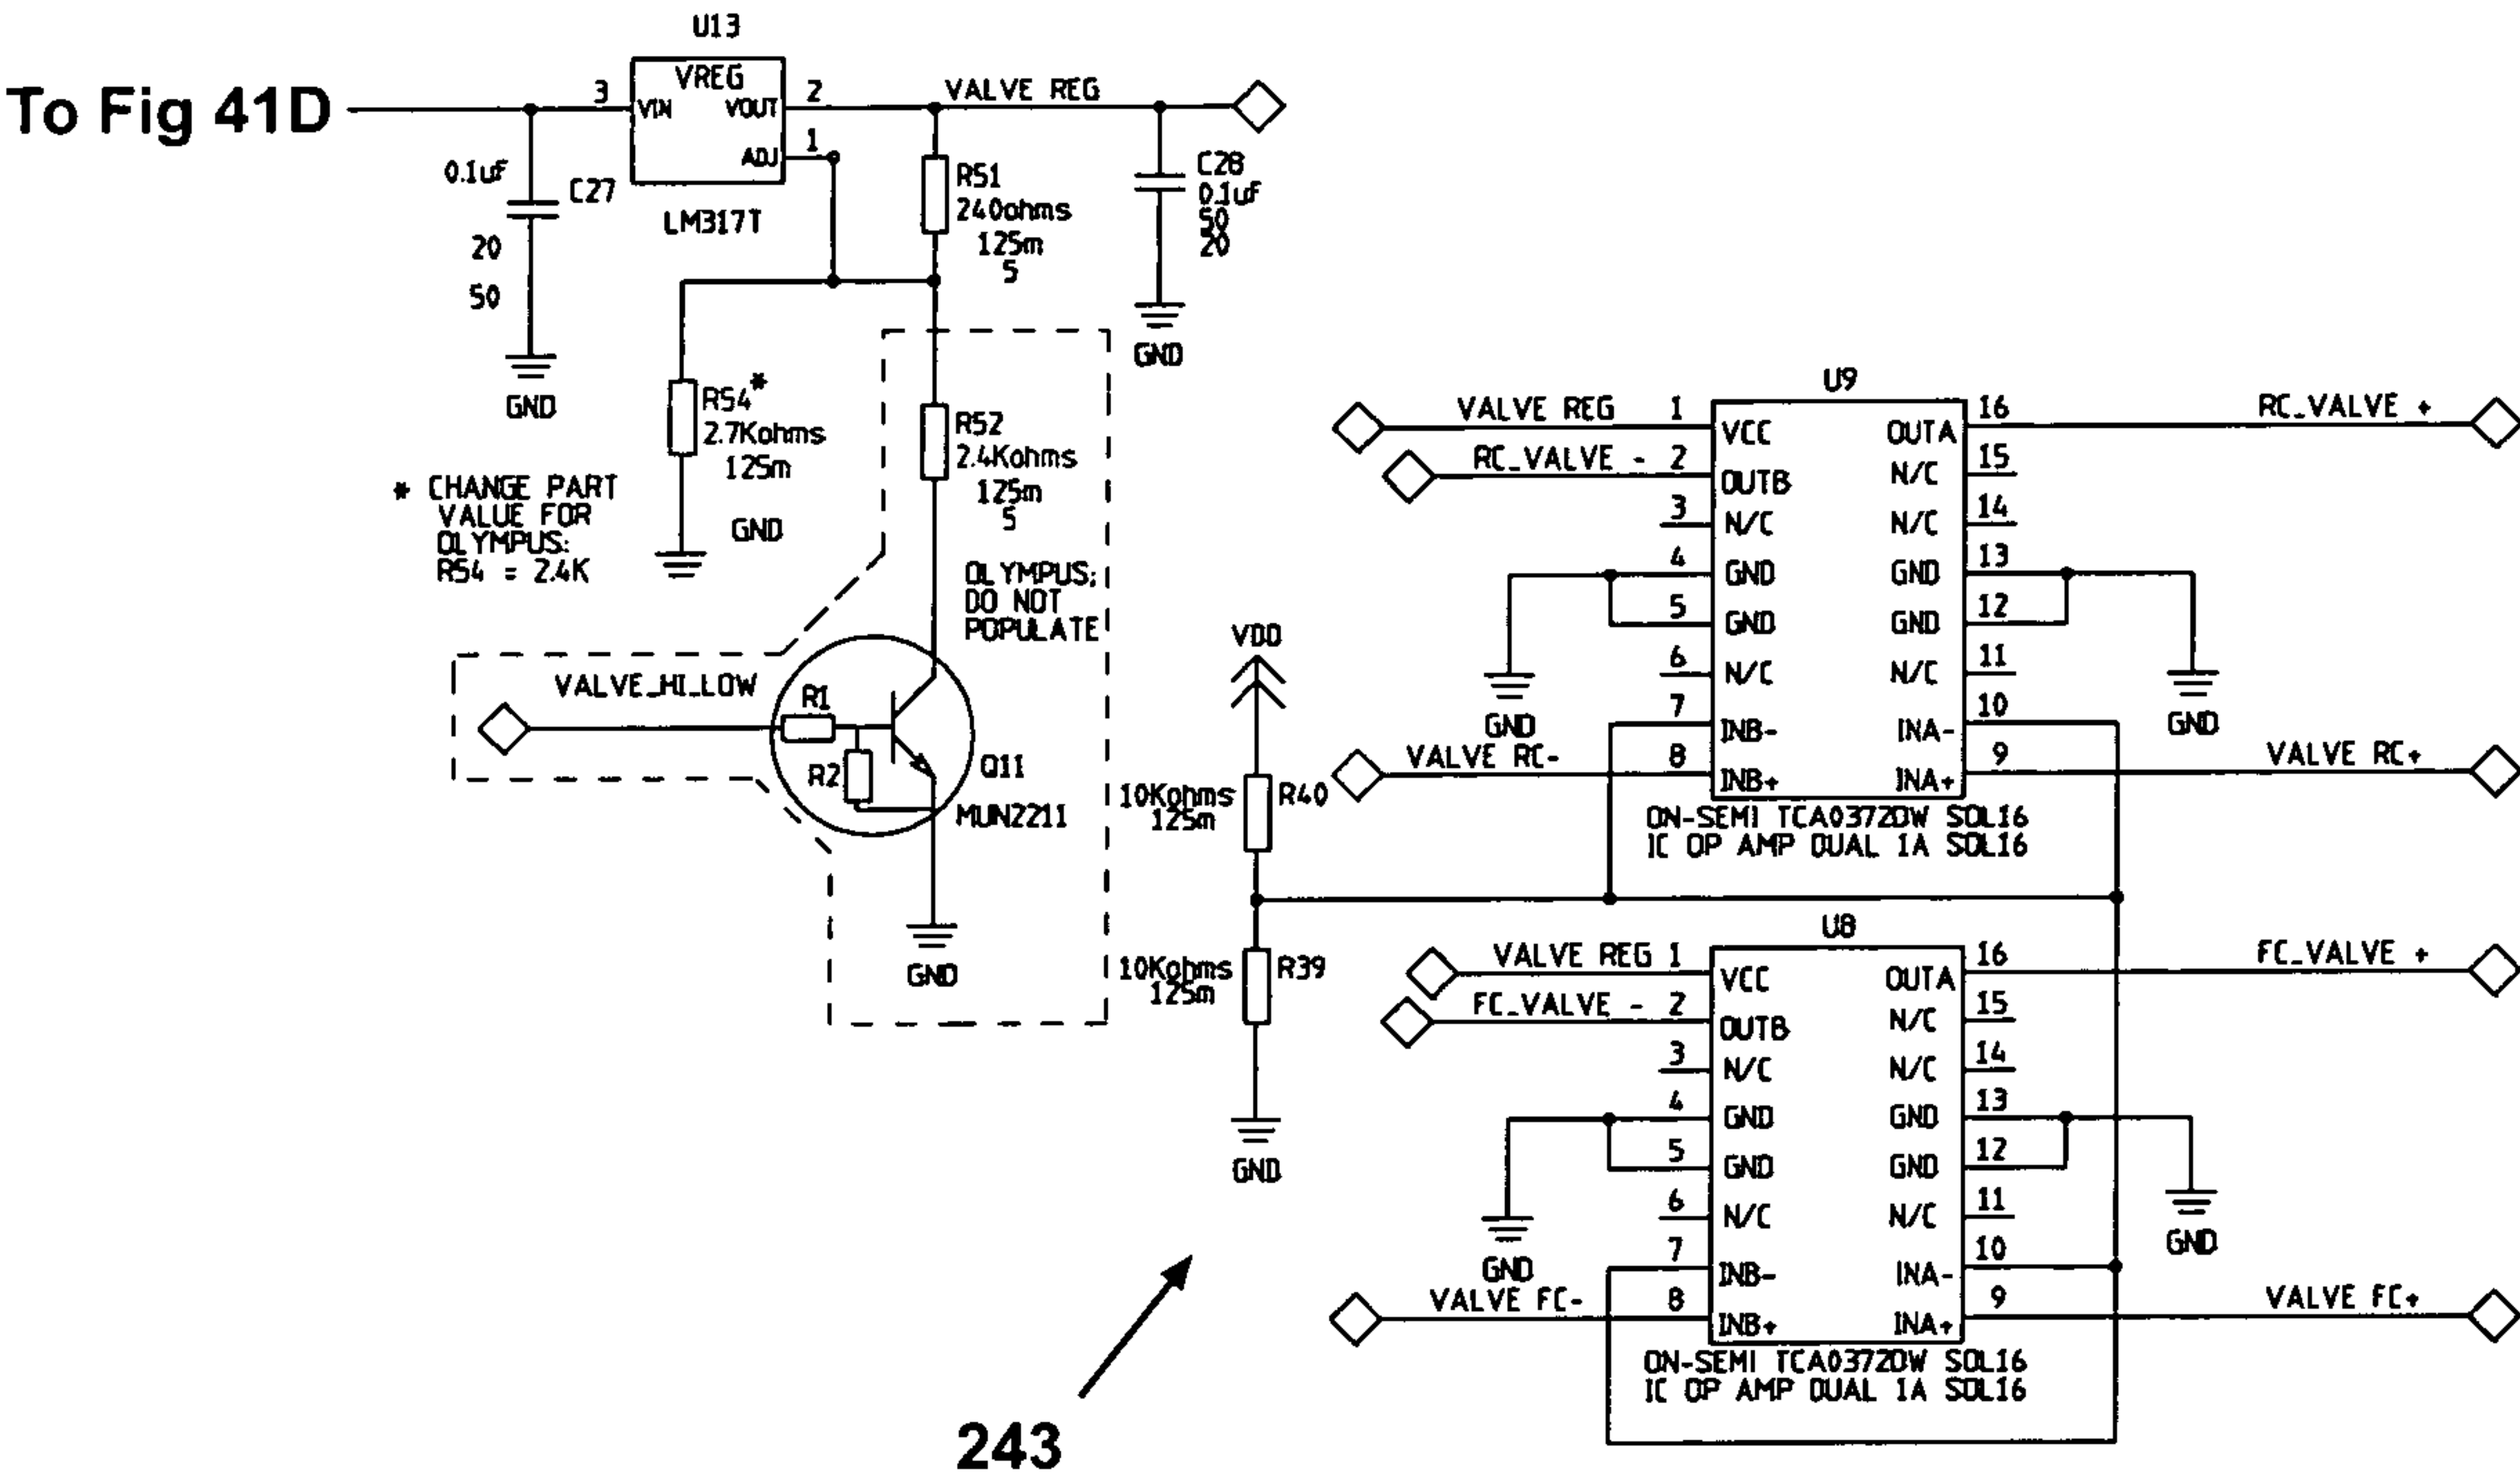 U13
To Fig 41D
3
VREG
VIN
VOUT
ADJ
2
1
LM317T
VALVE REG
0.1uF
C27
20
50
GND
R51
240ohms
125m
5
C28
0.1uF
50
20
GND
R54*
2.7Kohms
125m
GND
* CHANGE PART
VALUE FOR
OLYMPUS;
R54 = 2.4K
R52
2.4Kohms
125m
5
OLYMPUS;
DO NOT
POPULATE
VALVE_HI_LOW
R1
R2
Q11
MUN2211
GND
VDD
10Kohms
125m
R40
10Kohms
125m
R39
GND
U9
VALVE REG 1 VCC OUTA 16 RC_VALVE +
RC_VALVE - 2 OUTB N/C 15
3 N/C N/C 14
4 GND GND 13
5 GND GND 12
6 N/C N/C 11
GND GND
7 INB- INA- 10
VALVE RC- 8 INB+ INA+ 9 VALVE RC+
ON-SEMI TCA0372DW SOL16
IC OP AMP DUAL 1A SOL16
U8
VALVE REG 1 VCC OUTA 16 FC_VALVE +
FC_VALVE - 2 OUTB N/C 15
3 N/C N/C 14
4 GND GND 13
5 GND GND 12
6 N/C N/C 11
GND GND
7 INB- INA- 10
VALVE FC- 8 INB+ INA+ 9 VALVE FC+
ON-SEMI TCA0372DW SOL16
IC OP AMP DUAL 1A SOL16
243